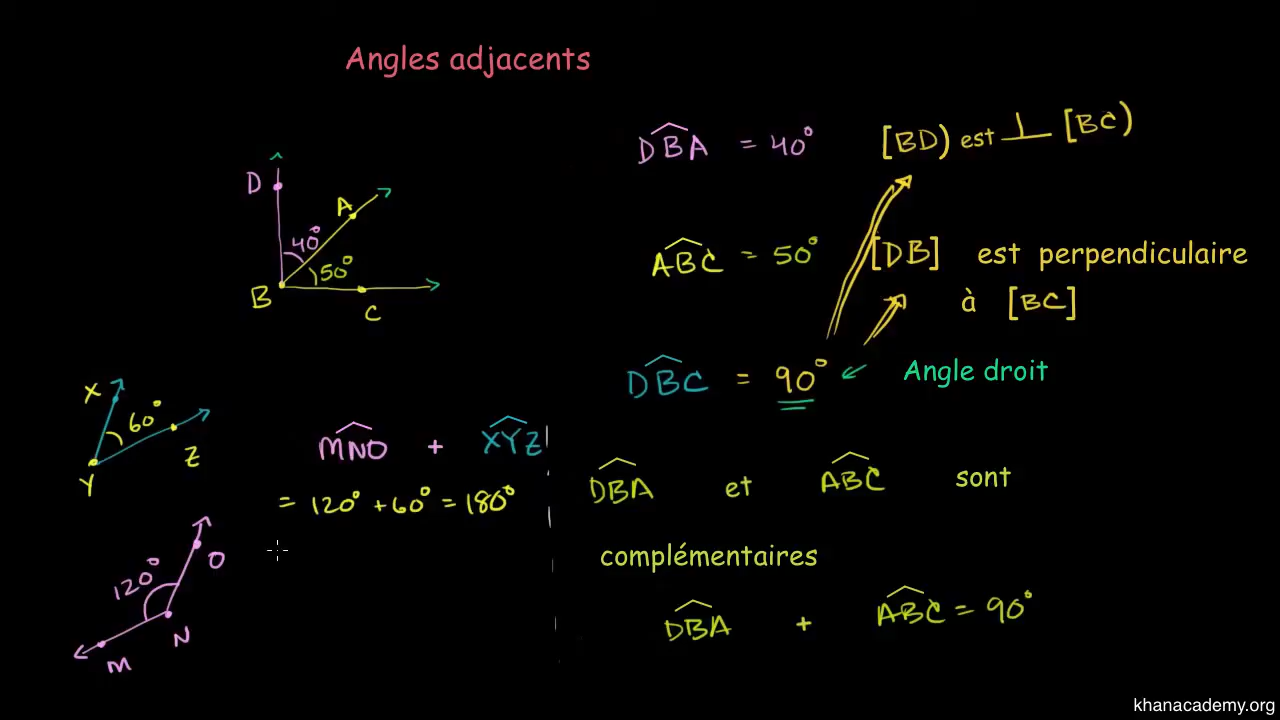 Angles adjacents
D
A
40°
50°
B
C
DBA = 40°
[BD) est ⊥ [BC)
ABC = 50°
[DB] est perpendiculaire
à [BC]
DBC = 90°
Angle droit
X
60°
Y
Z
MNO + XYZ
= 120° + 60° = 180°
120°
O
N
M
DBA et ABC sont
complémentaires
DBA + ABC = 90°
khanacademy.org